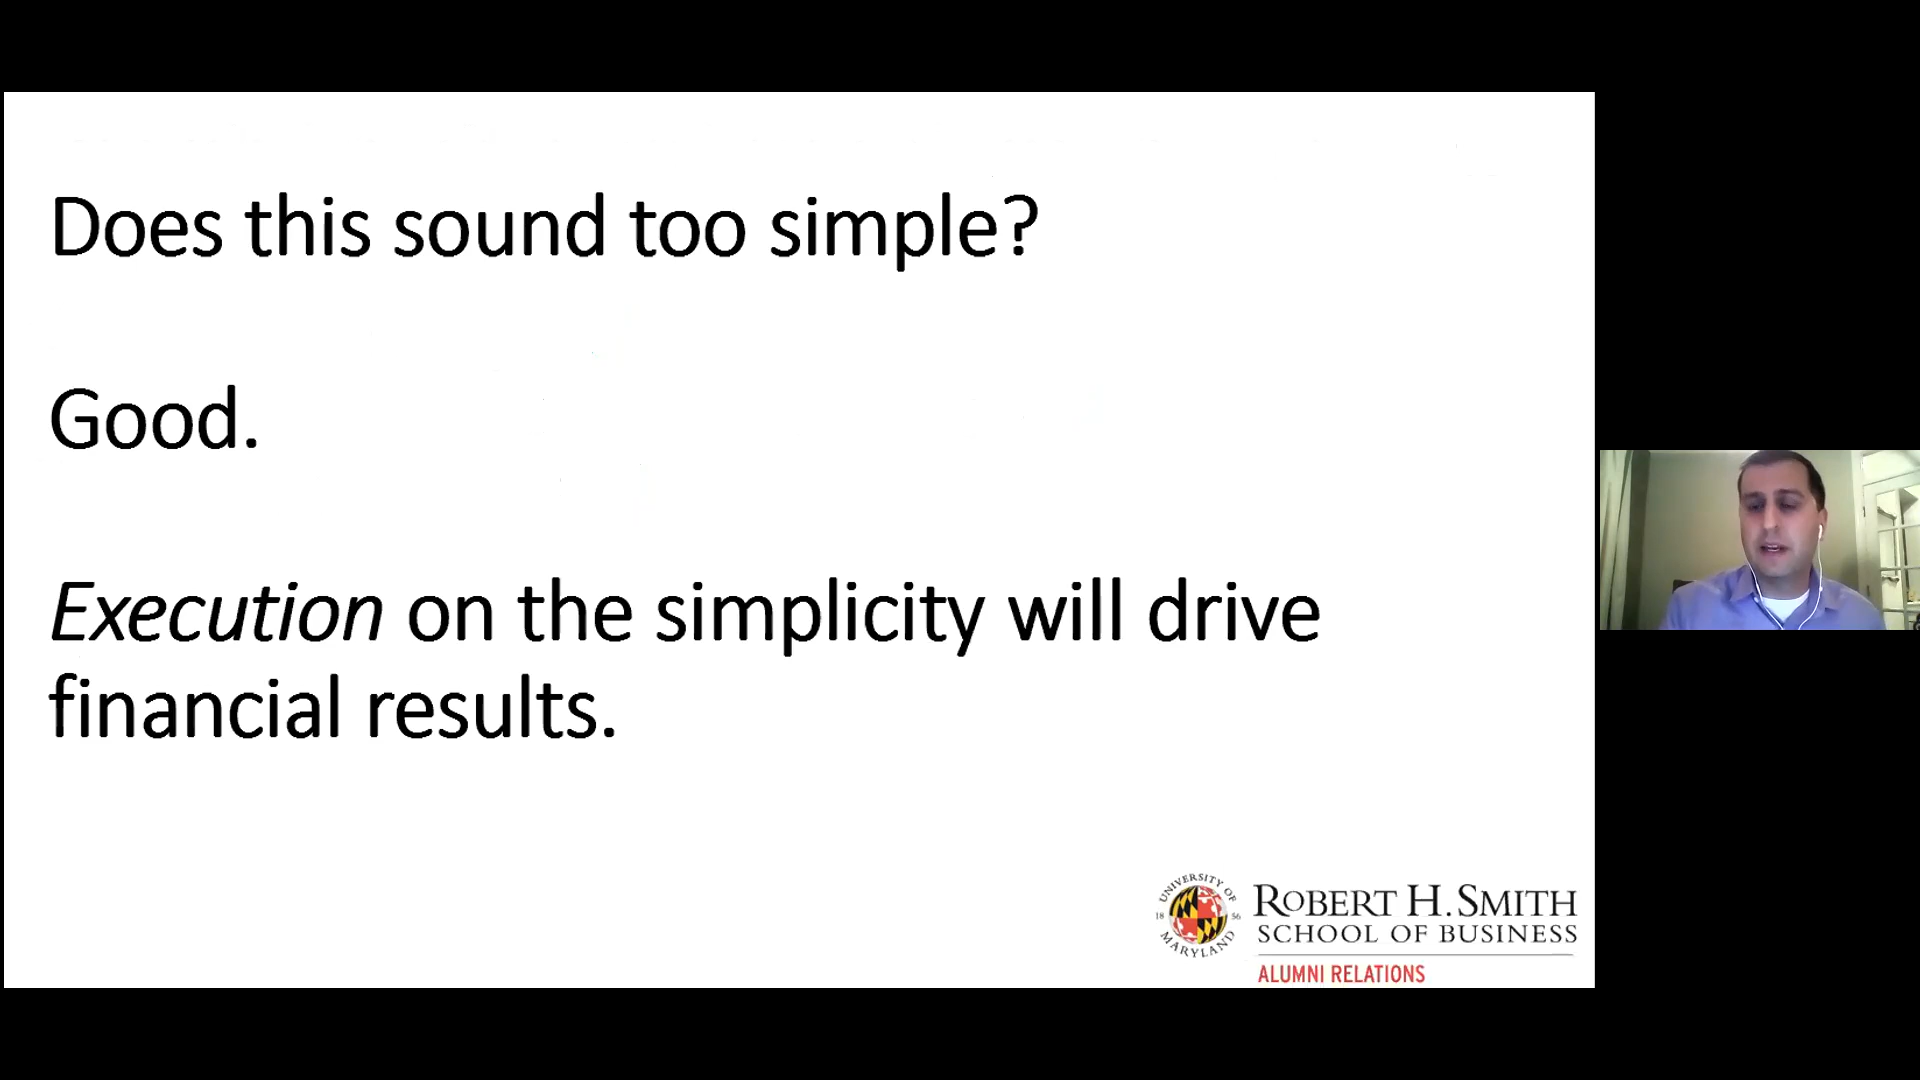 Does this sound too simple?
Good.
Execution on the simplicity will drive
financial results.
UNIVERSITY OF
18 56
MARYLAND
ROBERT H. SMITH
SCHOOL OF BUSINESS
ALUMNI RELATIONS